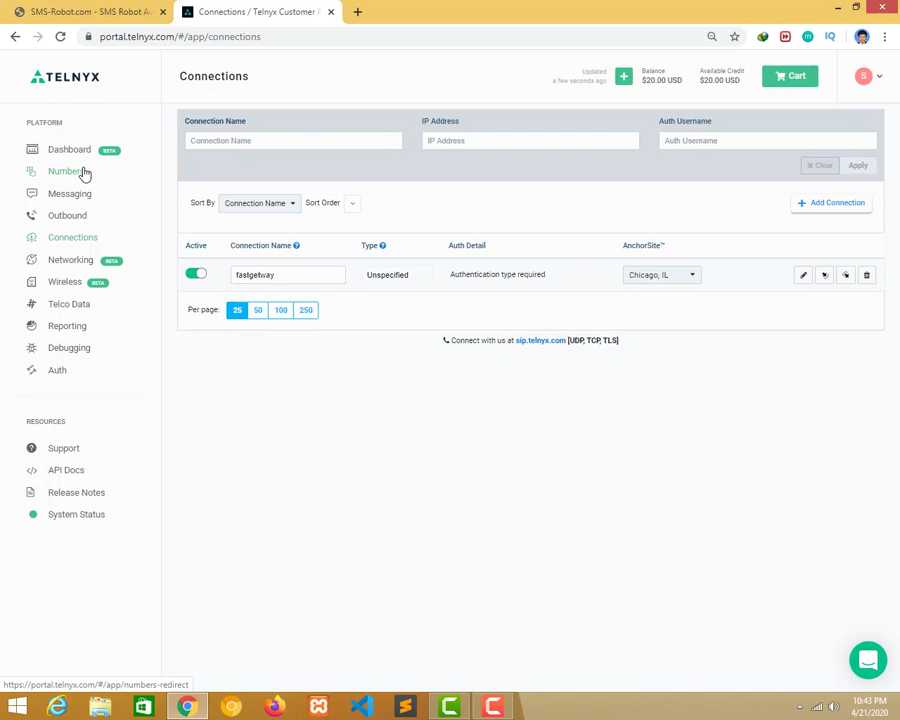 SMS-Robot.com - SMS Robot Au
Connections / Telnyx Customer P
portal.telnyx.com/#/app/connections
IQ
TELNYX
Connections
Updated
a few seconds ago
Balance
$20.00 USD
Available Credit
$20.00 USD
Cart
S
PLATFORM
Dashboard BETA
Numbers
Messaging
Outbound
Connections
Networking BETA
Wireless BETA
Telco Data
Reporting
Debugging
Auth
RESOURCES
Support
API Docs
Release Notes
System Status
Connection Name
IP Address
Auth Username
Connection Name
IP Address
Auth Username
Clear
Apply
Sort By
Connection Name
Sort Order
Add Connection
Active
Connection Name
Type
Auth Detail
AnchorSite™
fastgetway
Unspecified
Authentication type required
Chicago, IL
Per page:
25
50
100
250
Connect with us at sip.telnyx.com [UDP, TCP, TLS]
https://portal.telnyx.com/#/app/numbers-redirect
10:43 PM
4/21/2020